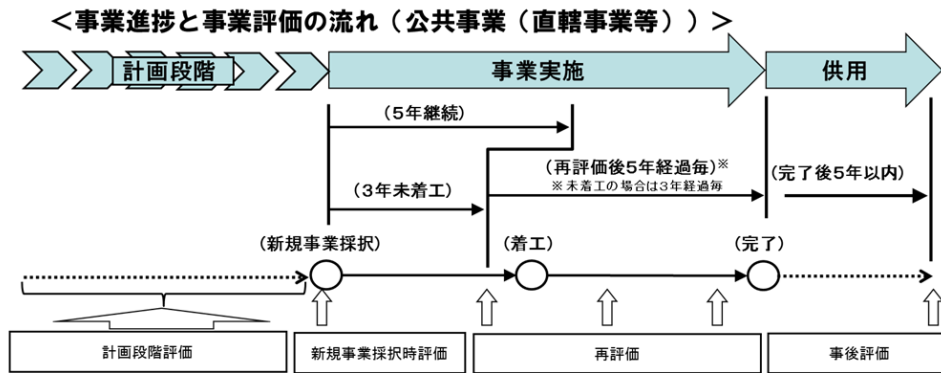 ＜事業進捗と事業評価の流れ（公共事業（直轄事業等））＞
計画段階
事業実施
供用
（5年継続）
（再評価後5年経過毎）※
※未着工の場合は3年経過毎
（3年未着工）
（完了後5年以内）
（新規事業採択）
（着工）
（完了）
計画段階評価
新規事業採択時評価
再評価
事後評価